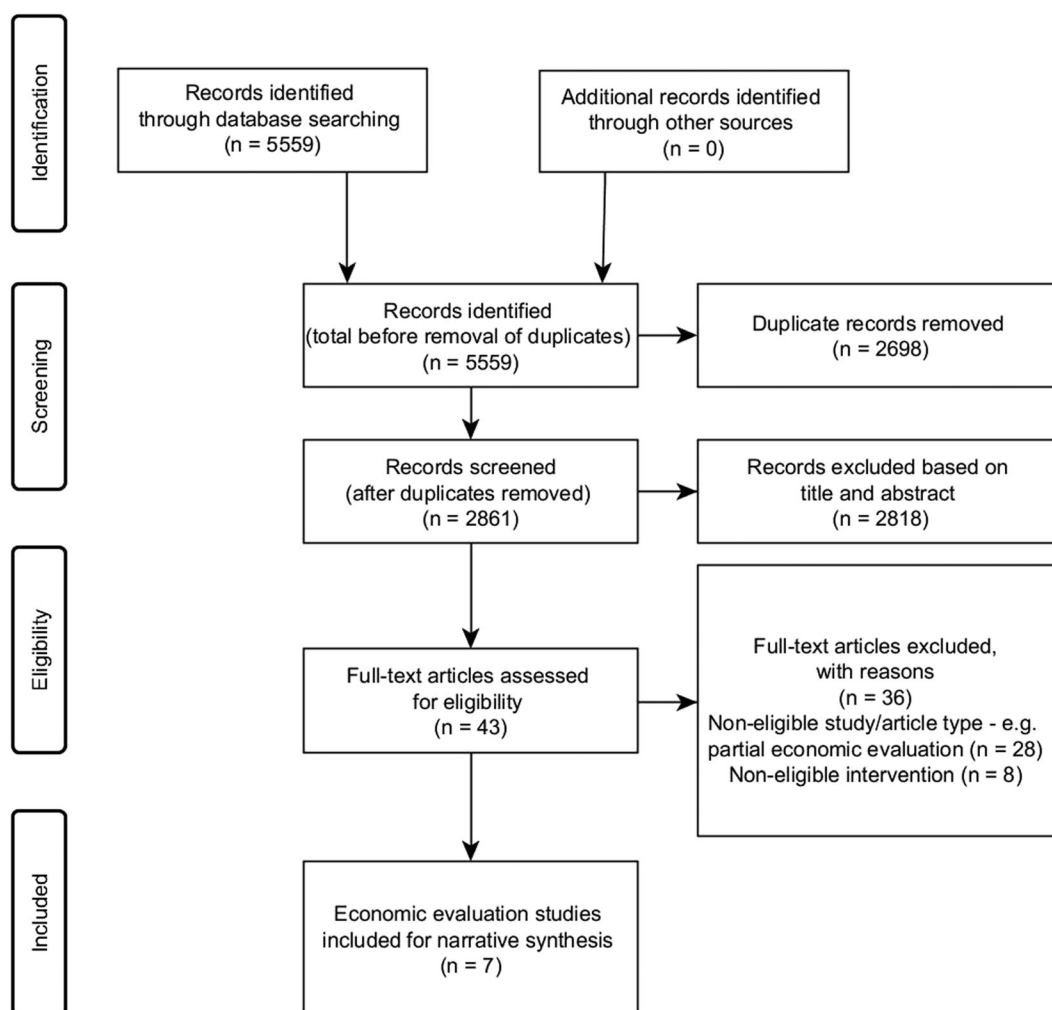 Identification
Records identified
through database searching
(n = 5559)
Additional records identified
through other sources
(n = 0)
Screening
Records identified
(total before removal of duplicates)
(n = 5559)
Duplicate records removed
(n = 2698)
Records screened
(after duplicates removed)
(n = 2861)
Records excluded based on
title and abstract
(n = 2818)
Eligibility
Full-text articles assessed
for eligibility
(n = 43)
Full-text articles excluded,
with reasons
(n = 36)
Non-eligible study/article type - e.g.
partial economic evaluation (n = 28)
Non-eligible intervention (n = 8)
Included
Economic evaluation studies
included for narrative synthesis
(n = 7)